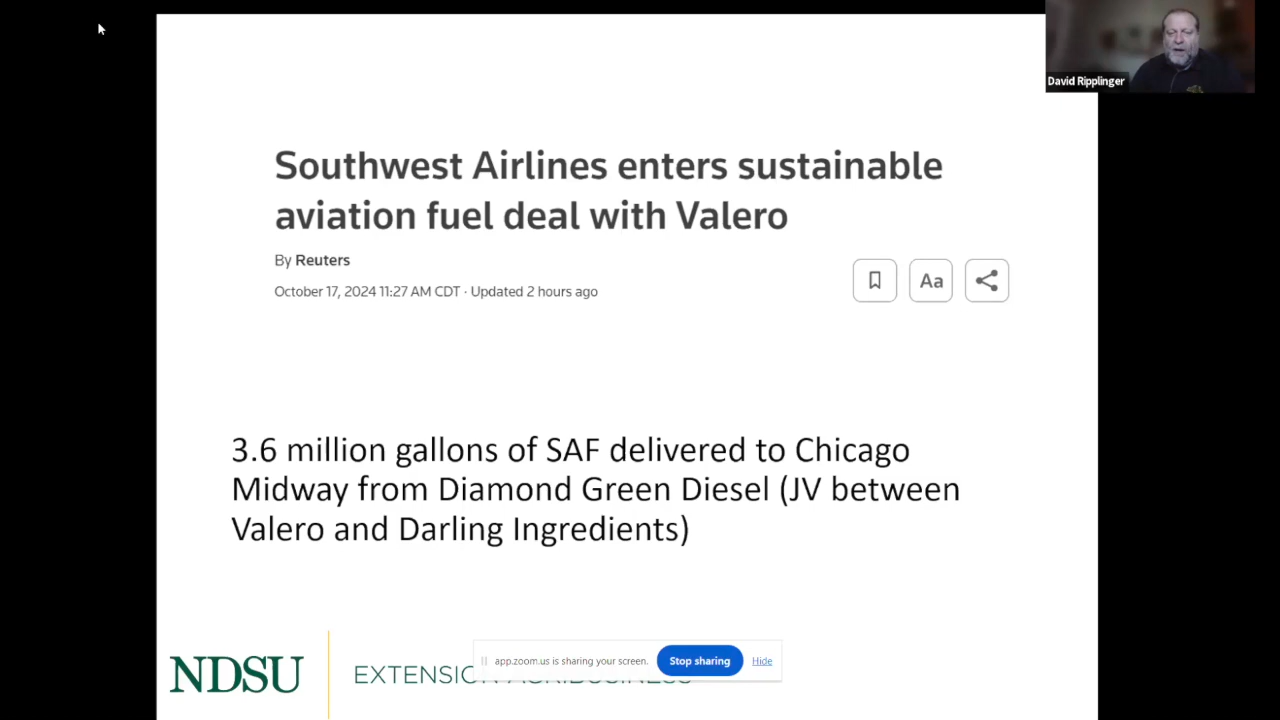 David Ripplinger
Southwest Airlines enters sustainable
aviation fuel deal with Valero
By Reuters
October 17, 2024 11:27 AM CDT · Updated 2 hours ago
Aa
3.6 million gallons of SAF delivered to Chicago
Midway from Diamond Green Diesel (JV between
Valero and Darling Ingredients)
app.zoom.us is sharing your screen.
Stop sharing
Hide
NDSU
EXTENSION AGRIBUSINESS